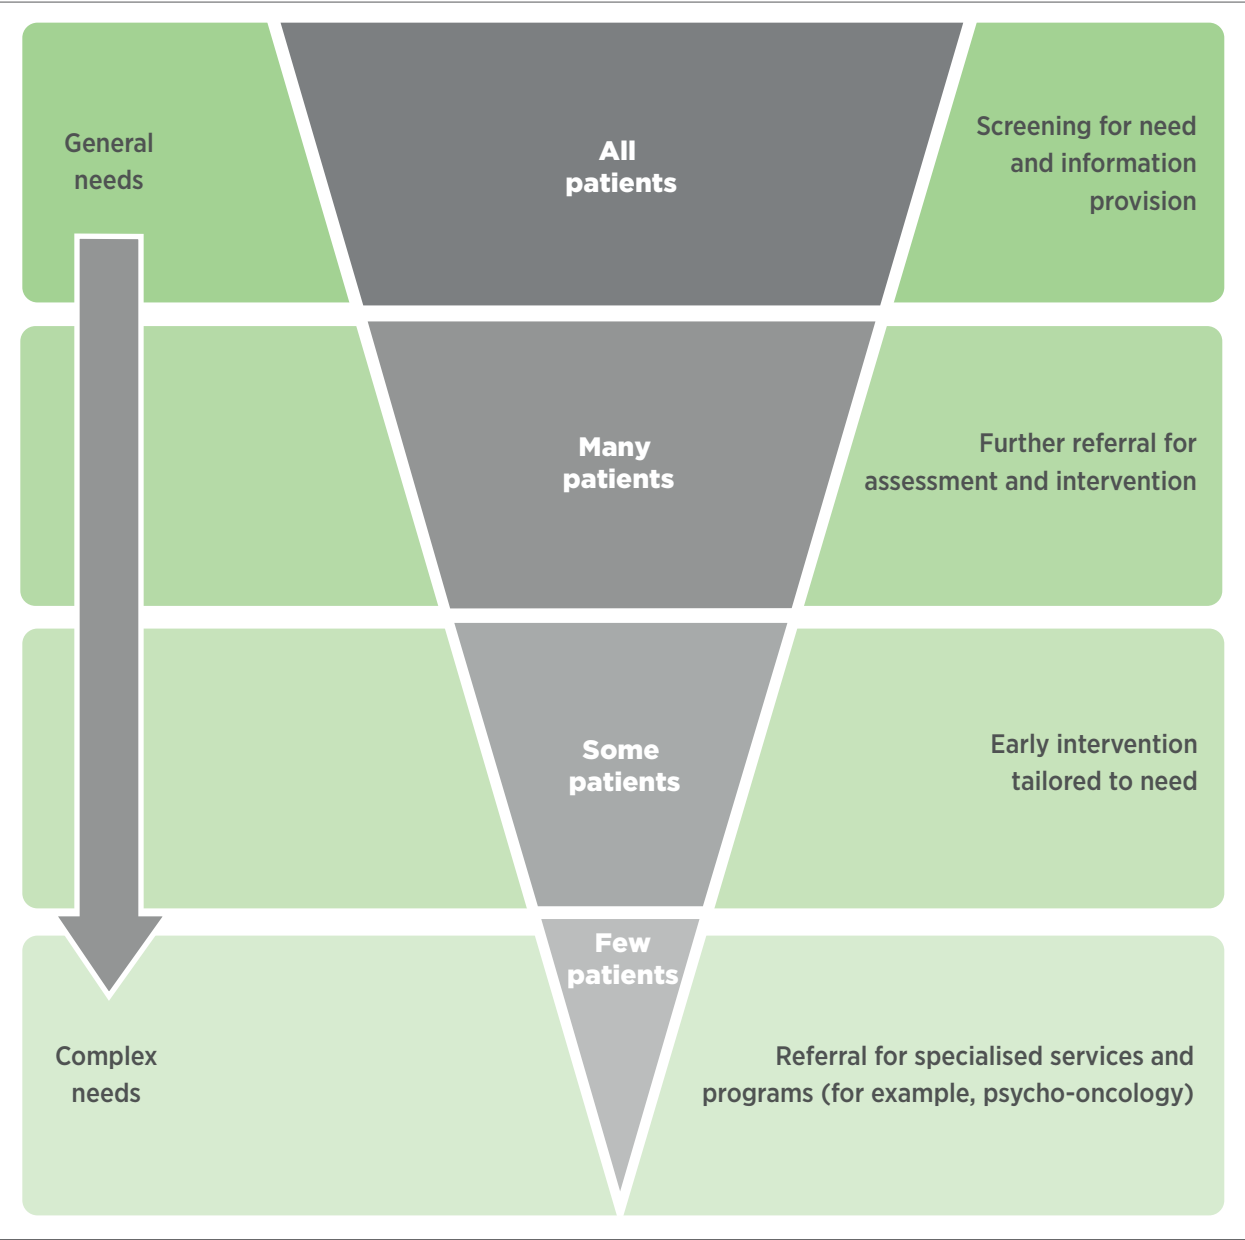 General
needs
All
patients
Screening for need
and information
provision
Many
patients
Further referral for
assessment and intervention
Some
patients
Early intervention
tailored to need
Few
patients
Complex
needs
Referral for specialised services and
programs (for example, psycho-oncology)